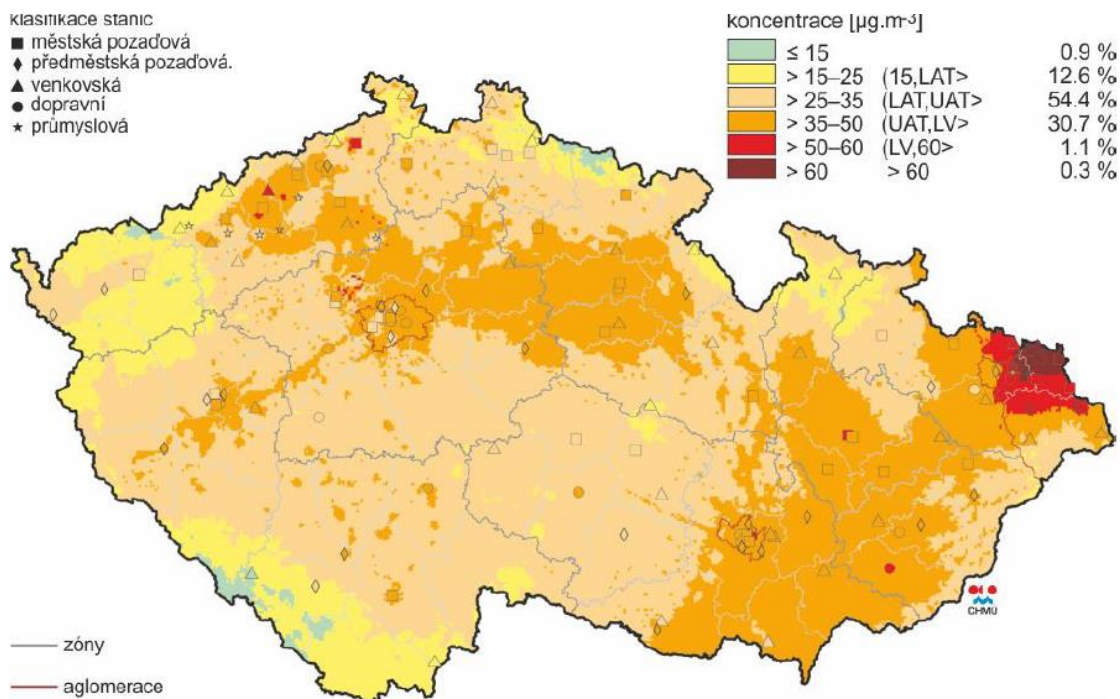 klasifikace stanic
městská pozaďová
předměstská pozaďová.
venkovská
dopravní
průmyslová
koncentrace [µg.m⁻³]
≤ 15 0.9 %
> 15–25 (15,LAT> 12.6 %
> 25–35 (LAT,UAT> 54.4 %
> 35–50 (UAT,LV> 30.7 %
> 50–60 (LV,60> 1.1 %
> 60 > 60 0.3 %
CHMÚ
zóny
aglomerace